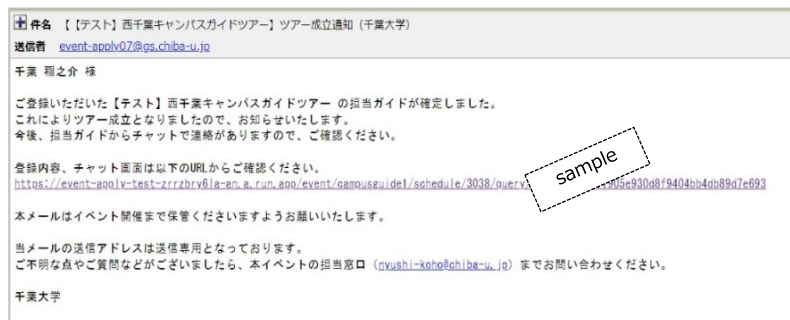 件名 【【テスト】西千葉キャンパスガイドツアー】ツアー成立通知（千葉大学）
送信者 event-apply07@gs.chiba-u.jp
千葉 稲之介 様
ご登録いただいた【テスト】西千葉キャンパスガイドツアー の担当ガイドが確定しました。
これによりツアー成立となりましたので、お知らせいたします。
今後、担当ガイドからチャットで連絡がありますので、ご確認ください。
登録内容、チャット画面は以下のURLからご確認ください。
sample
本メールはイベント開催まで保管くださいますようお願いいたします。
当メールの送信アドレスは送信専用となっております。
ご不明な点やご質問などがございましたら、本イベントの担当窓口（nyushi-koho@chiba-u.jp）までお問い合わせください。
千葉大学